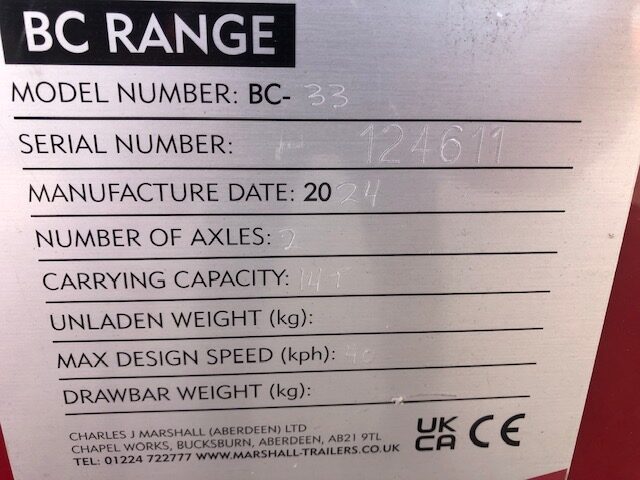 BC RANGE
MODEL NUMBER: BC-33
SERIAL NUMBER: 124611
MANUFACTURE DATE: 2024
NUMBER OF AXLES: 2
CARRYING CAPACITY: 14T
UNLADEN WEIGHT (kg):
MAX DESIGN SPEED (kph): 40
DRAWBAR WEIGHT (kg):
CHARLES J MARSHALL (ABERDEEN) LTD
CHAPEL WORKS, BUCKSBURN, ABERDEEN, AB21 9TL
TEL: 01224 722777 WWW.MARSHALL-TRAILERS.CO.UK
UK
CA CE